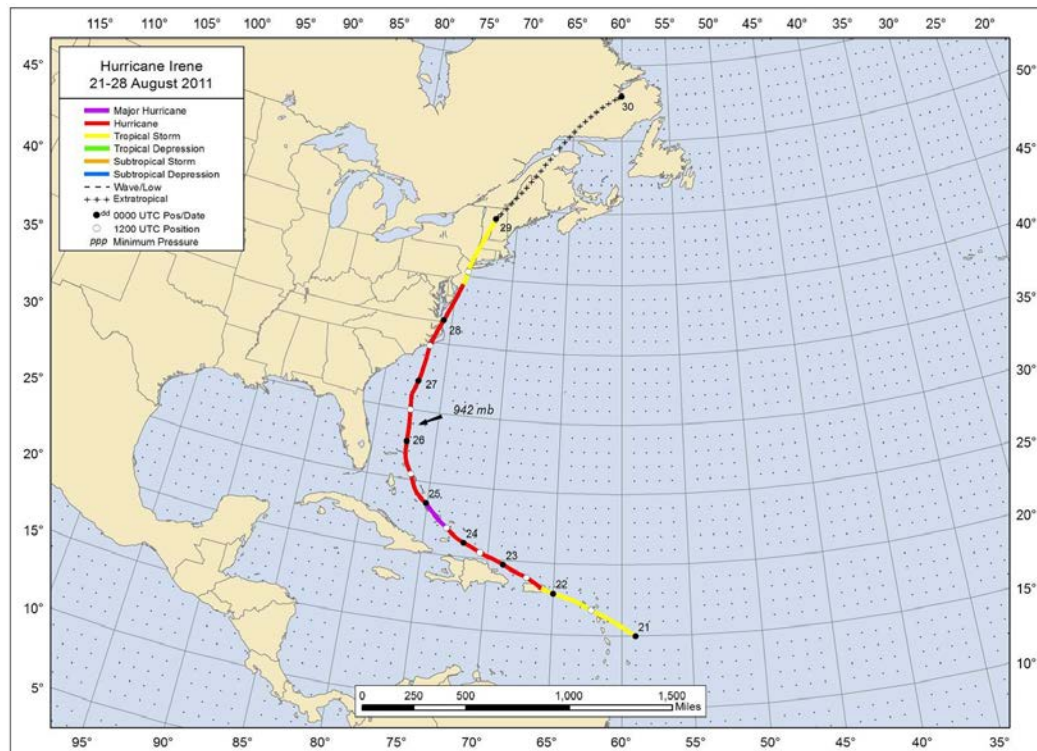 115° 110° 105° 100° 95° 90° 85° 80° 75° 70° 65° 60° 55° 50° 45° 40° 35° 30° 25° 20°
Hurricane Irene
21-28 August 2011
Major Hurricane
Hurricane
Tropical Storm
Tropical Depression
Subtropical Storm
Subtropical Depression
Wave/Low
Extratropical
dd 0000 UTC Pos/Date
1200 UTC Position
ppp Minimum Pressure
45°
40°
35°
30°
25°
20°
15°
10°
5°
30
29
28
27
942 mb
26
25
24
23
22
21
50°
45°
40°
35°
30°
25°
20°
15°
10°
0 250 500 1,000 1,500
Miles
95° 90° 85° 80° 75° 70° 65° 60° 55° 50° 45° 40° 35°